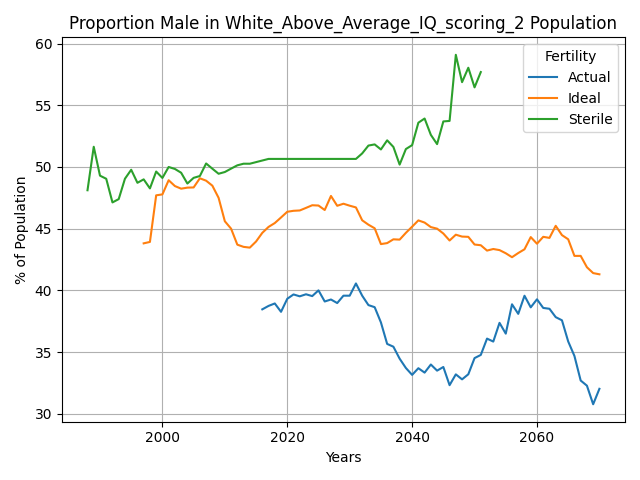 Proportion Male in White_Above_Average_IQ_scoring_2 Population
60
55
50
45
40
35
30
% of Population
2000
2020
2040
2060
Years
Fertility
Actual
Ideal
Sterile